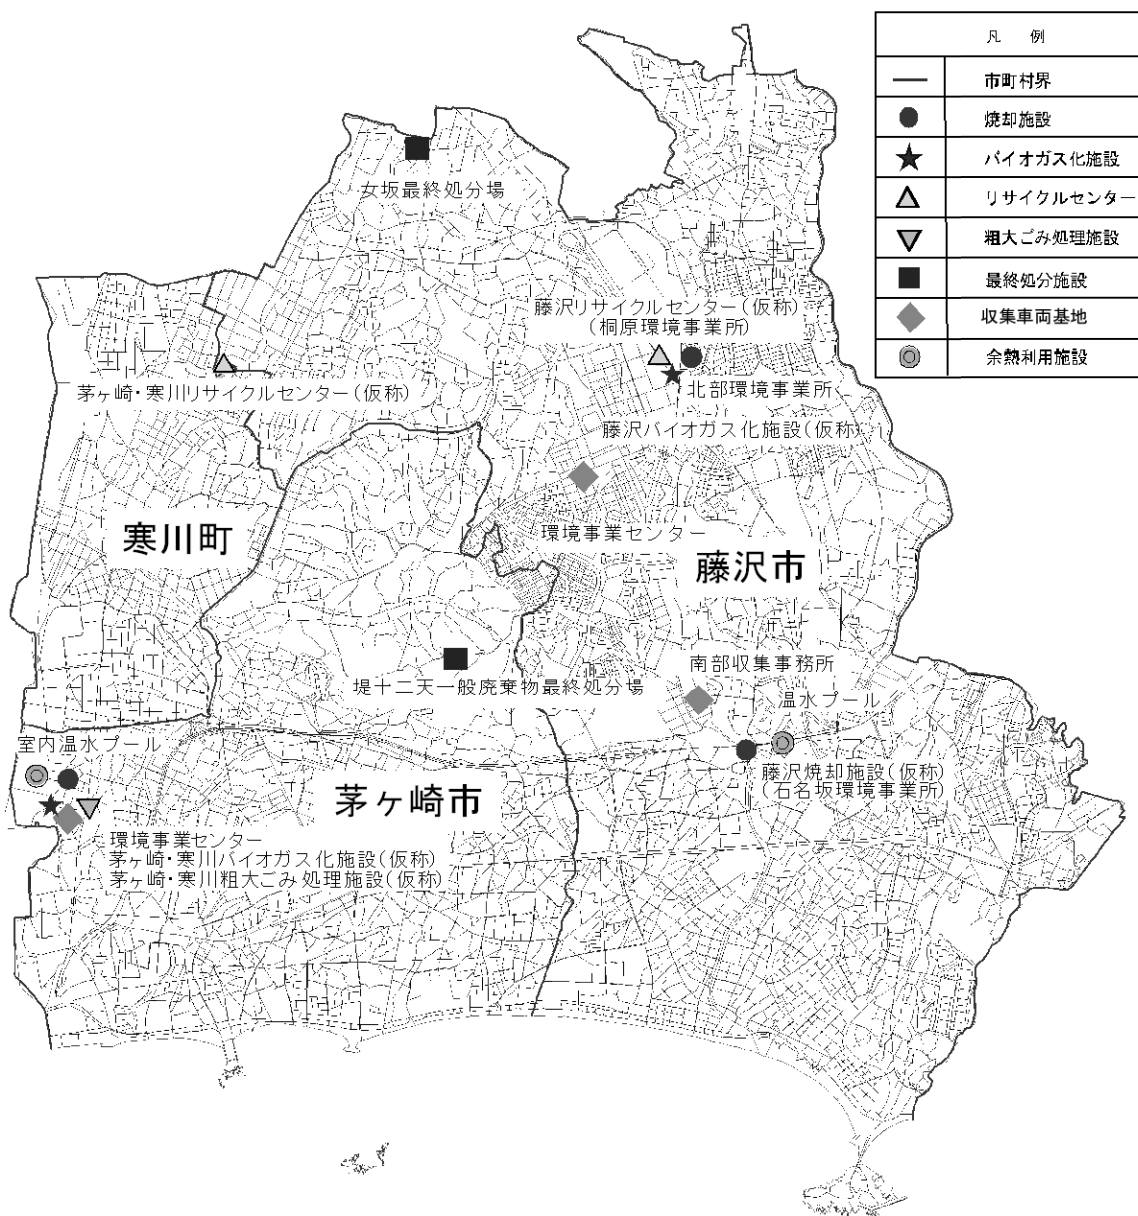 凡 例
市町村界
焼却施設
バイオガス化施設
リサイクルセンター
粗大ごみ処理施設
最終処分施設
収集車両基地
余熱利用施設
女坂最終処分場
藤沢リサイクルセンター(仮称)
(桐原環境事業所)
茅ヶ崎・寒川リサイクルセンター(仮称)
北部環境事業所
藤沢バイオガス化施設(仮称)
寒川町
環境事業センター
藤沢市
南部収集事務所
堤十二天一般廃棄物最終処分場
温水プール
室内温水プール
藤沢焼却施設(仮称)
(石名坂環境事業所)
茅ヶ崎市
環境事業センター
茅ヶ崎・寒川バイオガス化施設(仮称)
茅ヶ崎・寒川粗大ごみ処理施設(仮称)